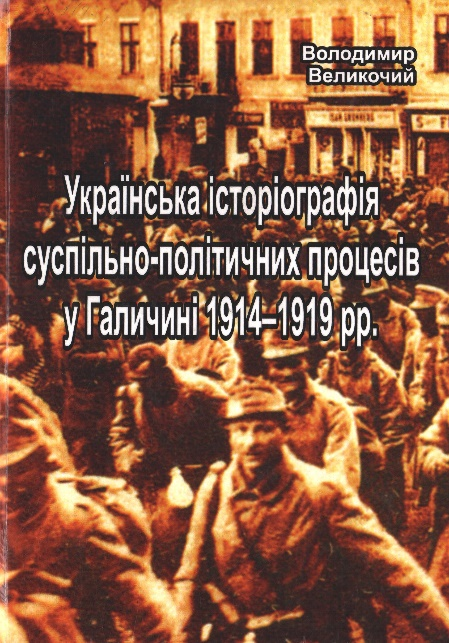 Володимир
Великочий
Українська історіографія
суспільно-політичних процесів
у Галичині 1914–1919 рр.